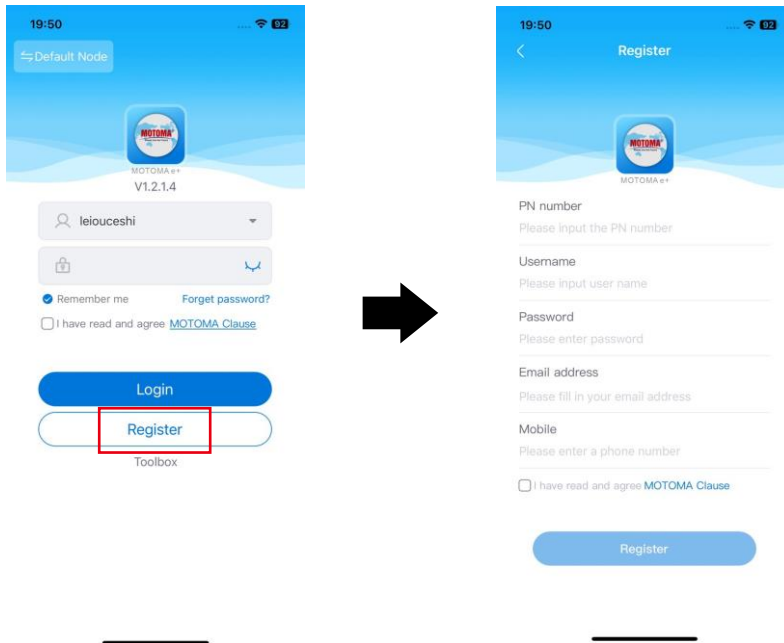 19:50
92
Default Node
MOTOMA
MOTOMA e+
V1.2.1.4
leiouceshi
Remember me
Forget password?
I have read and agree MOTOMA Clause
Login
Register
Toolbox
19:50
92
Register
MOTOMA
MOTOMA e+
PN number
Please input the PN number
Username
Please input user name
Password
Please enter password
Email address
Please fill in your email address
Mobile
Please enter a phone number
I have read and agree MOTOMA Clause
Register